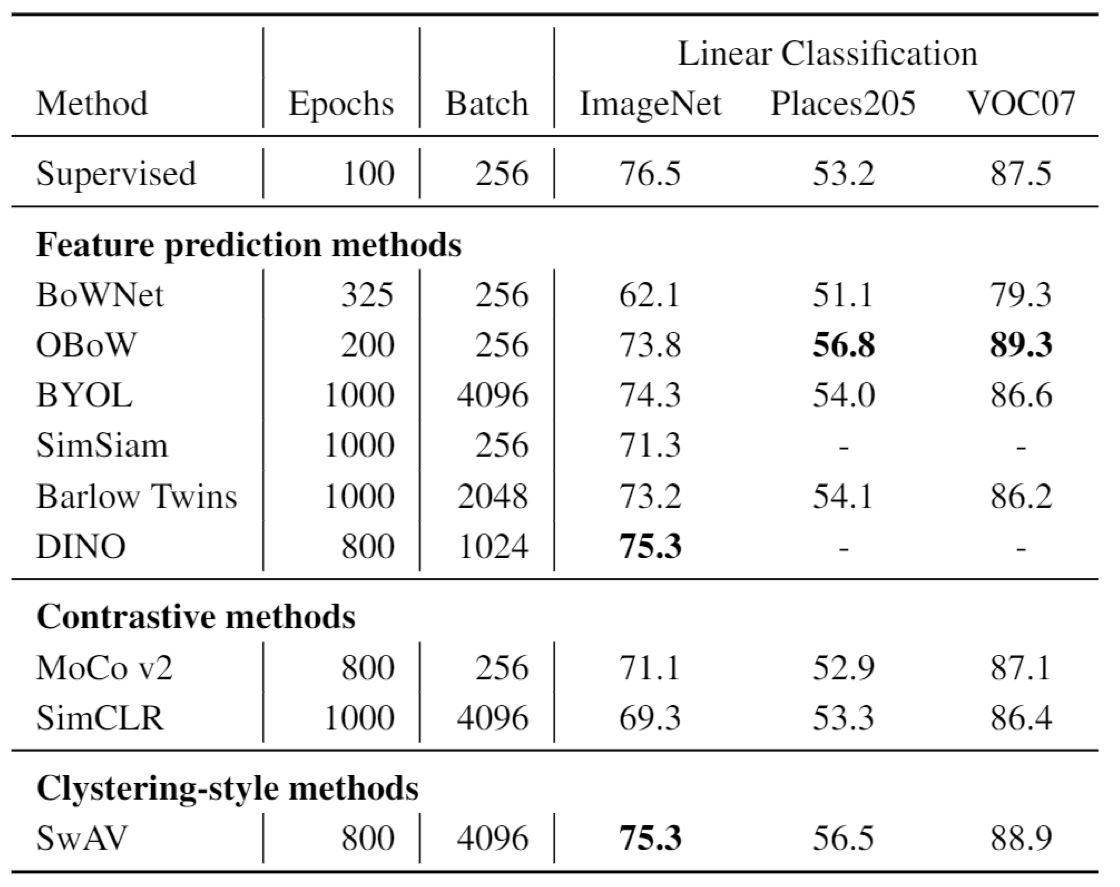 Linear Classification
Method Epochs Batch ImageNet Places205 VOC07
Supervised 100 256 76.5 53.2 87.5
Feature prediction methods
BoWNet 325 256 62.1 51.1 79.3
OBoW 200 256 73.8 56.8 89.3
BYOL 1000 4096 74.3 54.0 86.6
SimSiam 1000 256 71.3 - -
Barlow Twins 1000 2048 73.2 54.1 86.2
DINO 800 1024 75.3 - -
Contrastive methods
MoCo v2 800 256 71.1 52.9 87.1
SimCLR 1000 4096 69.3 53.3 86.4
Clystering-style methods
SwAV 800 4096 75.3 56.5 88.9